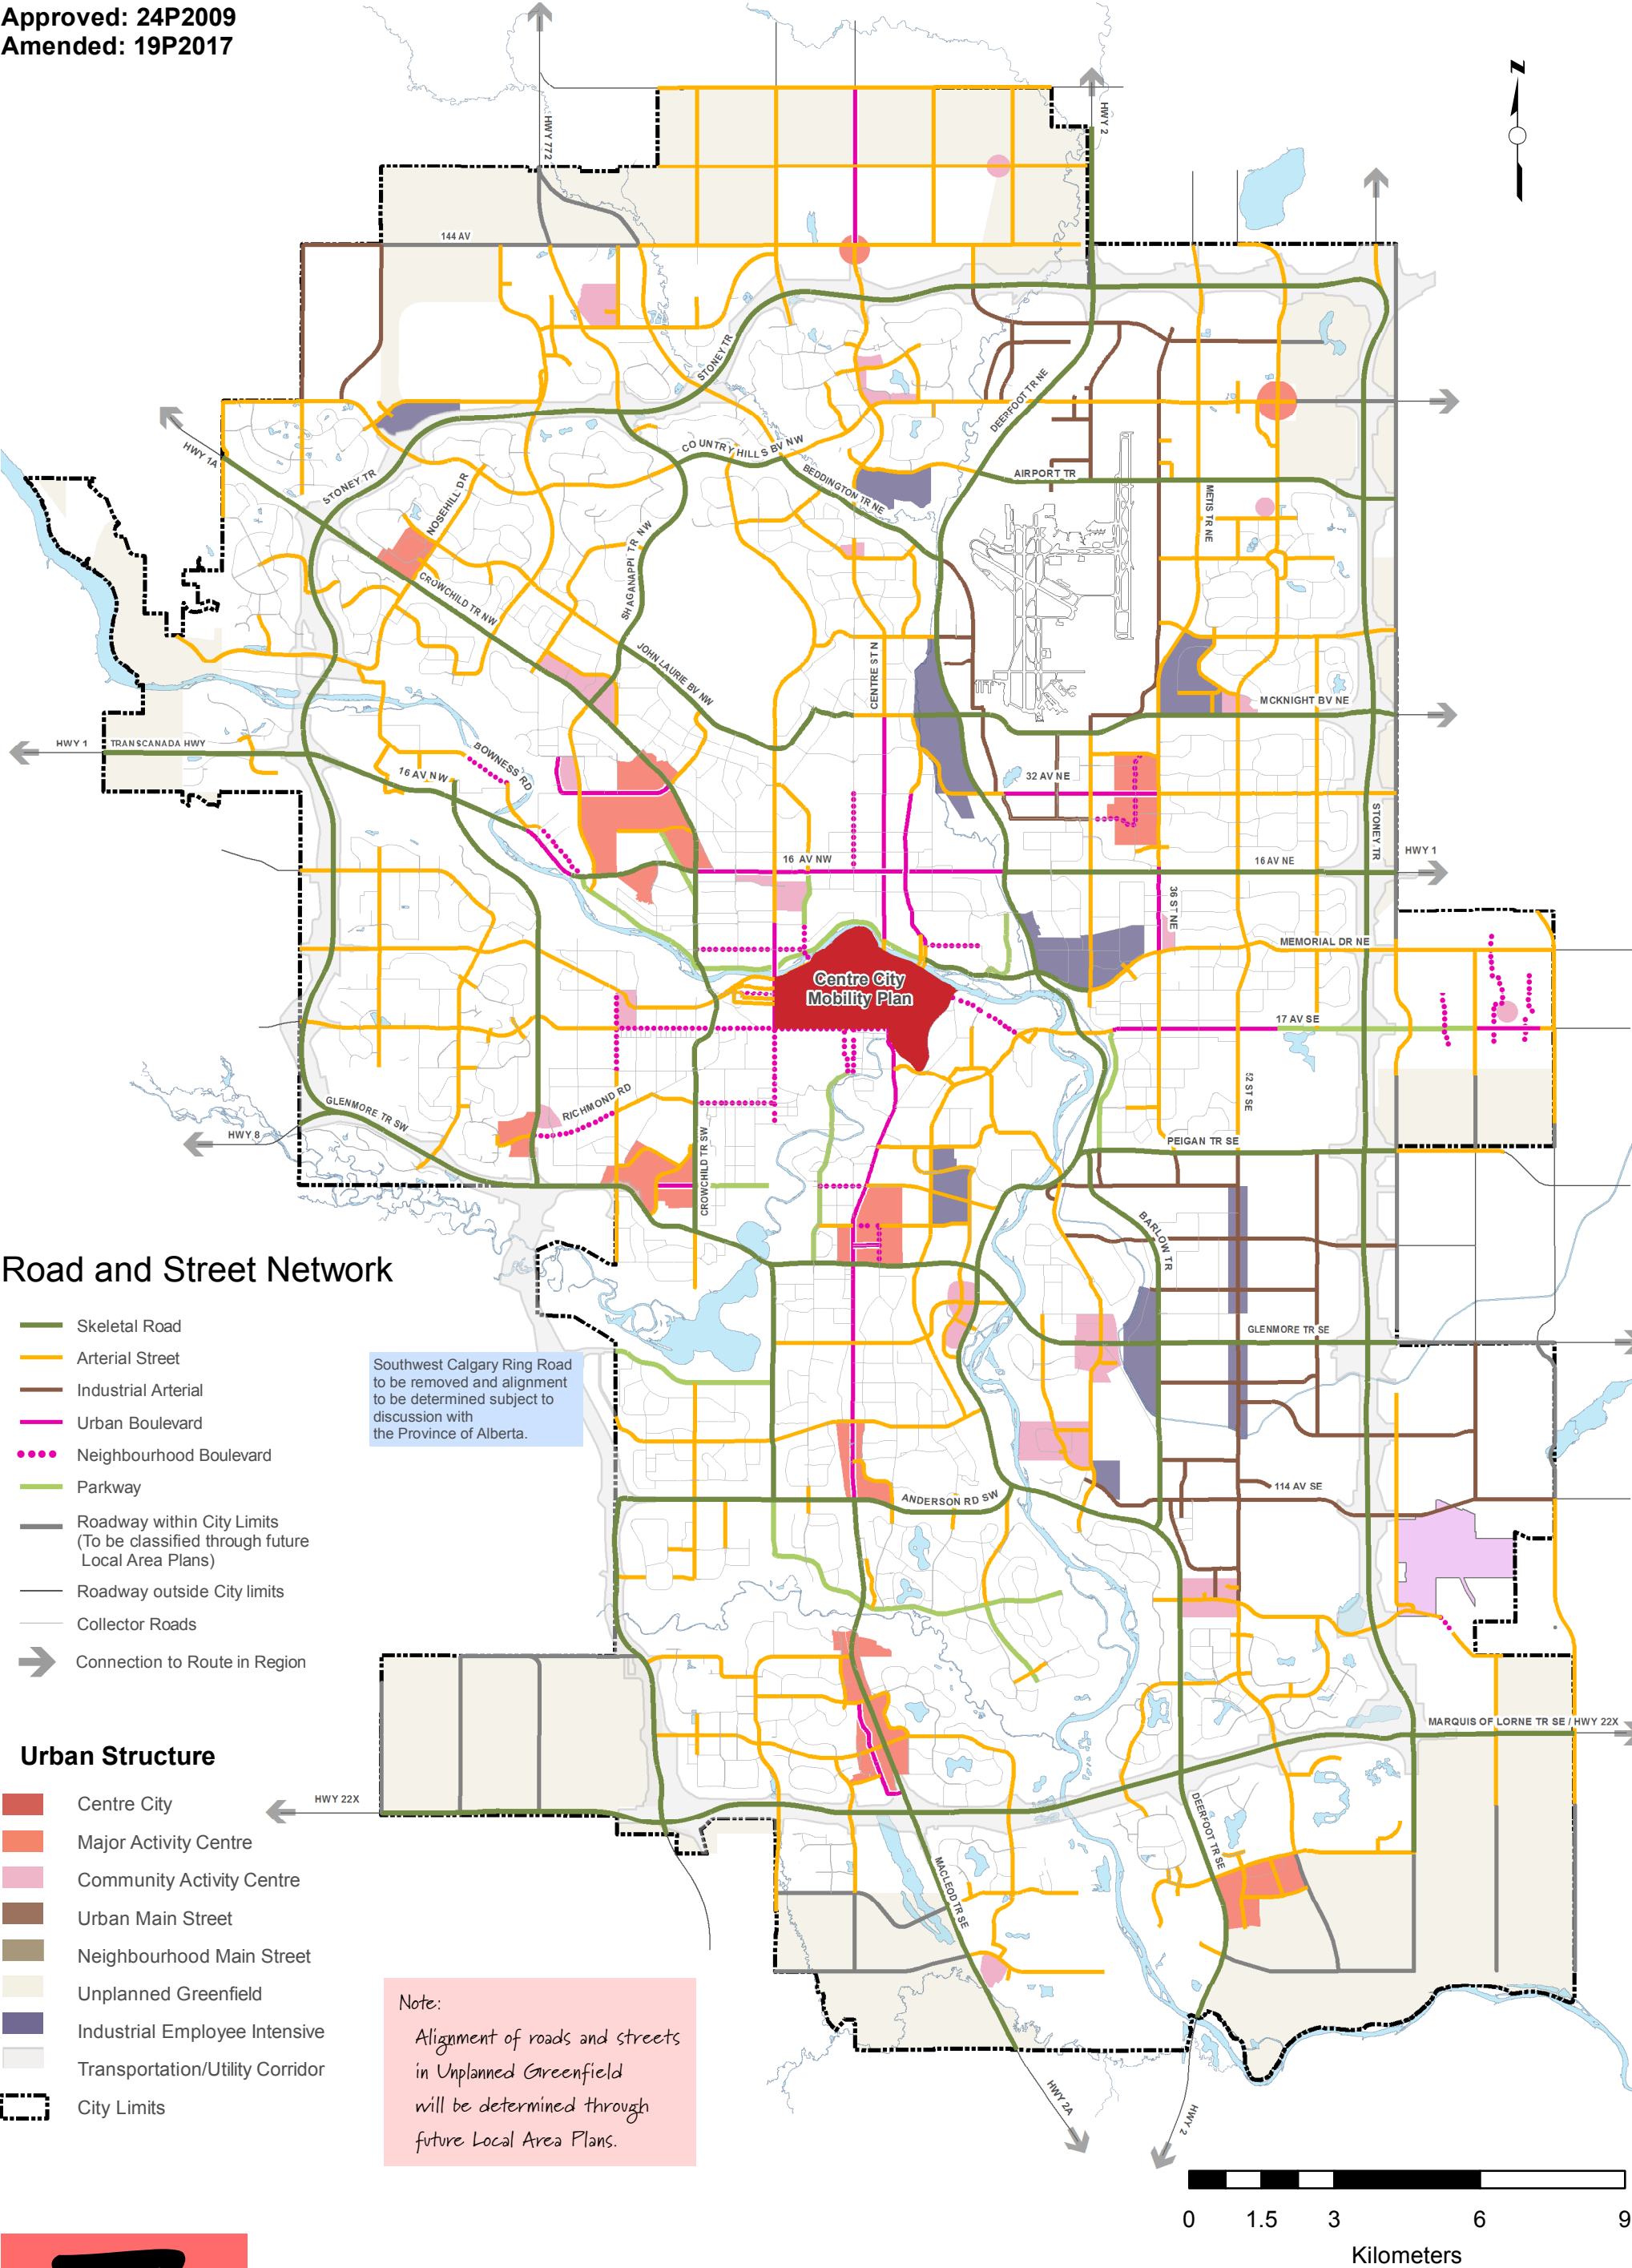 Approved: 24P2009
Amended: 19P2017
N
HWY 772
HWY 2
144 AV
STONEY TR
DEERFOOT TR NE
HWY 1A
COUNTRY HILLS BV NW
BEDDINGTON TR NE
AIRPORT TR
STONEY TR
NOSEHILL DR
METIS TR NE
SHAGANAPPI TR NW
CROWCHILD TR NW
JOHN LAURIE BV NW
CENTRE ST N
MCKNIGHT BV NE
HWY 1
TRANSCANADA HWY
BOWNESS RD
16 AV NW
32 AV NE
STONEY TR
16 AV NW
16 AV NE
HWY 1
36 ST NE
MEMORIAL DR NE
Centre City
Mobility Plan
17 AV SE
52 ST SE
RICHMOND RD
GLENMORE TR SW
HWY 8
CROWCHILD TR SW
PEIGAN TR SE
BARLOW TR
GLENMORE TR SE
Road and Street Network
Skeletal Road
Arterial Street
Industrial Arterial
Urban Boulevard
Neighbourhood Boulevard
Parkway
Roadway within City Limits
(To be classified through future
Local Area Plans)
Roadway outside City limits
Collector Roads
Connection to Route in Region
Southwest Calgary Ring Road
to be removed and alignment
to be determined subject to
discussion with
the Province of Alberta.
ANDERSON RD SW
114 AV SE
MARQUIS OF LORNE TR SE / HWY 22X
Urban Structure
Centre City
Major Activity Centre
Community Activity Centre
Urban Main Street
Neighbourhood Main Street
Unplanned Greenfield
Industrial Employee Intensive
Transportation/Utility Corridor
City Limits
HWY 22X
DEERFOOT TR SE
MACLEOD TR SE
Note:
Alignment of roads and streets
in Unplanned Greenfield
will be determined through
future Local Area Plans.
HWY 2A
HWY 2
0 1.5 3 6 9
Kilometers